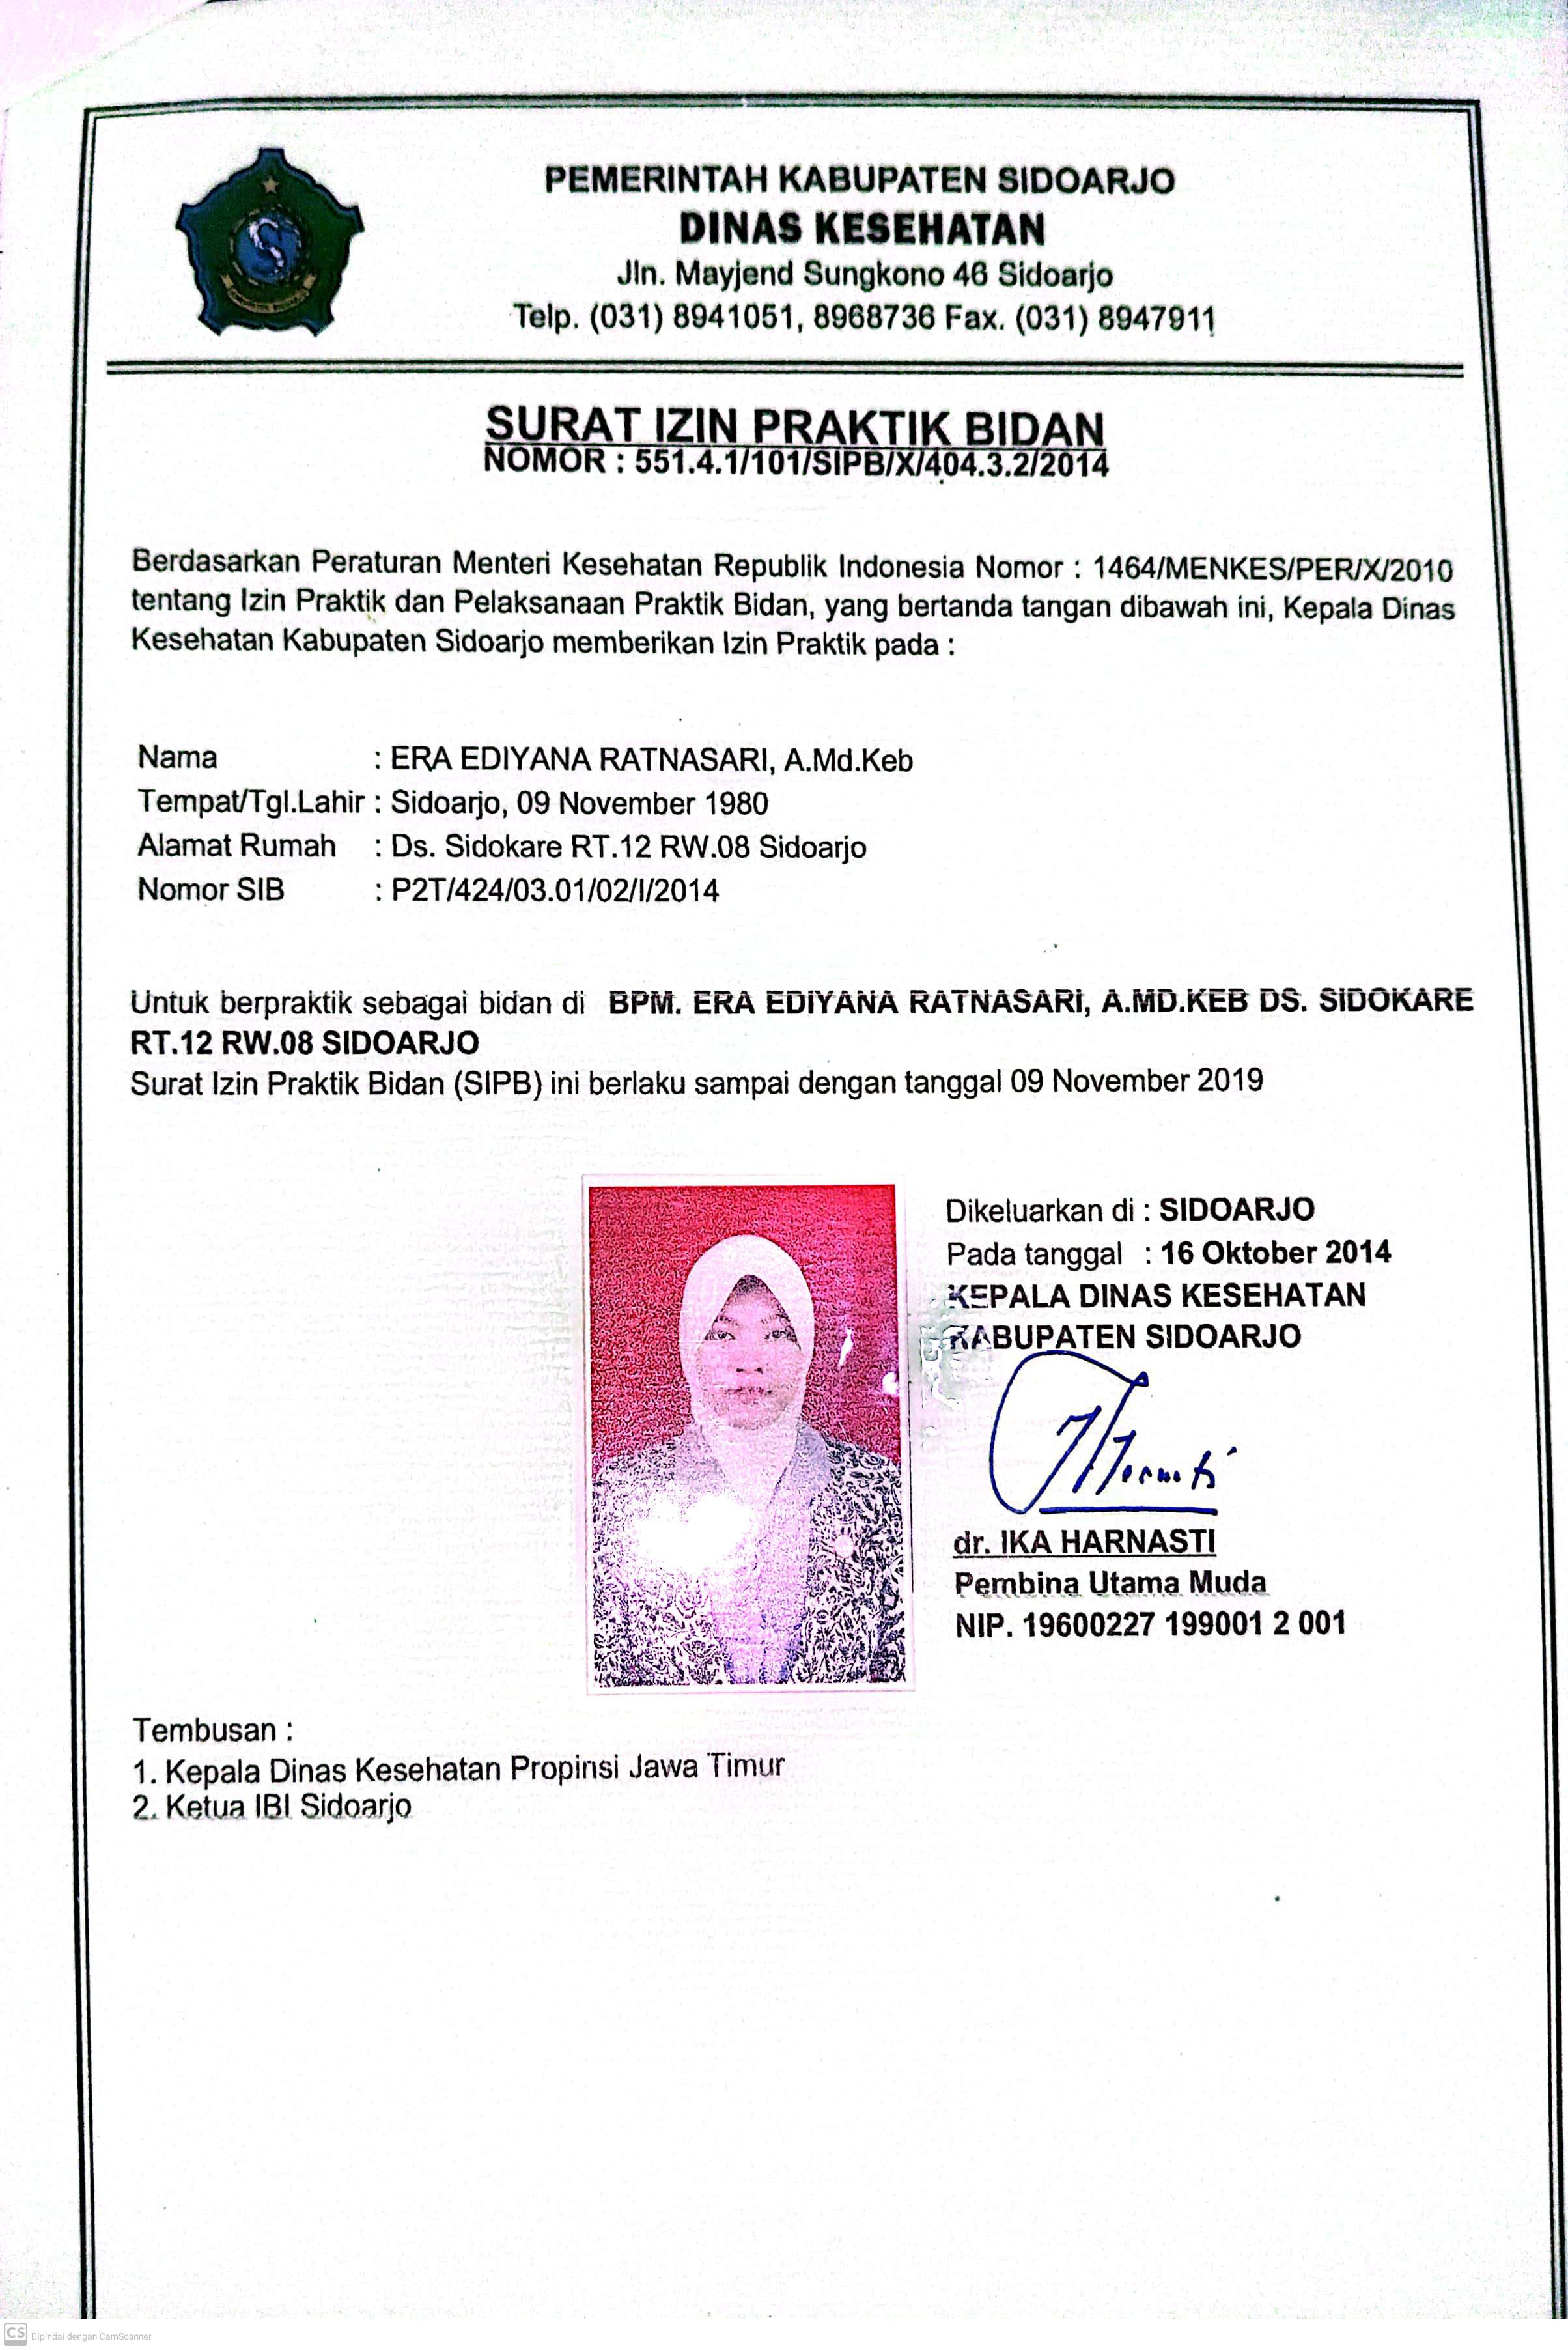 PEMERINTAH KABUPATEN SIDOARJO
DINAS KESEHATAN
Jln. Mayjend Sungkono 46 Sidoarjo
Telp. (031) 8941051, 8968736 Fax. (031) 8947911
SURAT IZIN PRAKTIK BIDAN
NOMOR : 551.4.1/101/SIPB/X/404.3.2/2014
Berdasarkan Peraturan Menteri Kesehatan Republik Indonesia Nomor : 1464/MENKES/PER/X/2010
tentang Izin Praktik dan Pelaksanaan Praktik Bidan, yang bertanda tangan dibawah ini, Kepala Dinas
Kesehatan Kabupaten Sidoarjo memberikan Izin Praktik pada :
Nama : ERA EDIYANA RATNASARI, A.Md.Keb
Tempat/Tgl.Lahir : Sidoarjo, 09 November 1980
Alamat Rumah : Ds. Sidokare RT.12 RW.08 Sidoarjo
Nomor SIB : P2T/424/03.01/02/I/2014
Untuk berpraktik sebagai bidan di BPM. ERA EDIYANA RATNASARI, A.MD.KEB DS. SIDOKARE
RT.12 RW.08 SIDOARJO
Surat Izin Praktik Bidan (SIPB) ini berlaku sampai dengan tanggal 09 November 2019
Dikeluarkan di : SIDOARJO
Pada tanggal : 16 Oktober 2014
KEPALA DINAS KESEHATAN
KABUPATEN SIDOARJO
dr. IKA HARNASTI
Pembina Utama Muda
NIP. 19600227 199001 2 001
Tembusan :
1. Kepala Dinas Kesehatan Propinsi Jawa Timur
2. Ketua IBI Sidoarjo
CS Dipindai dengan CamScanner